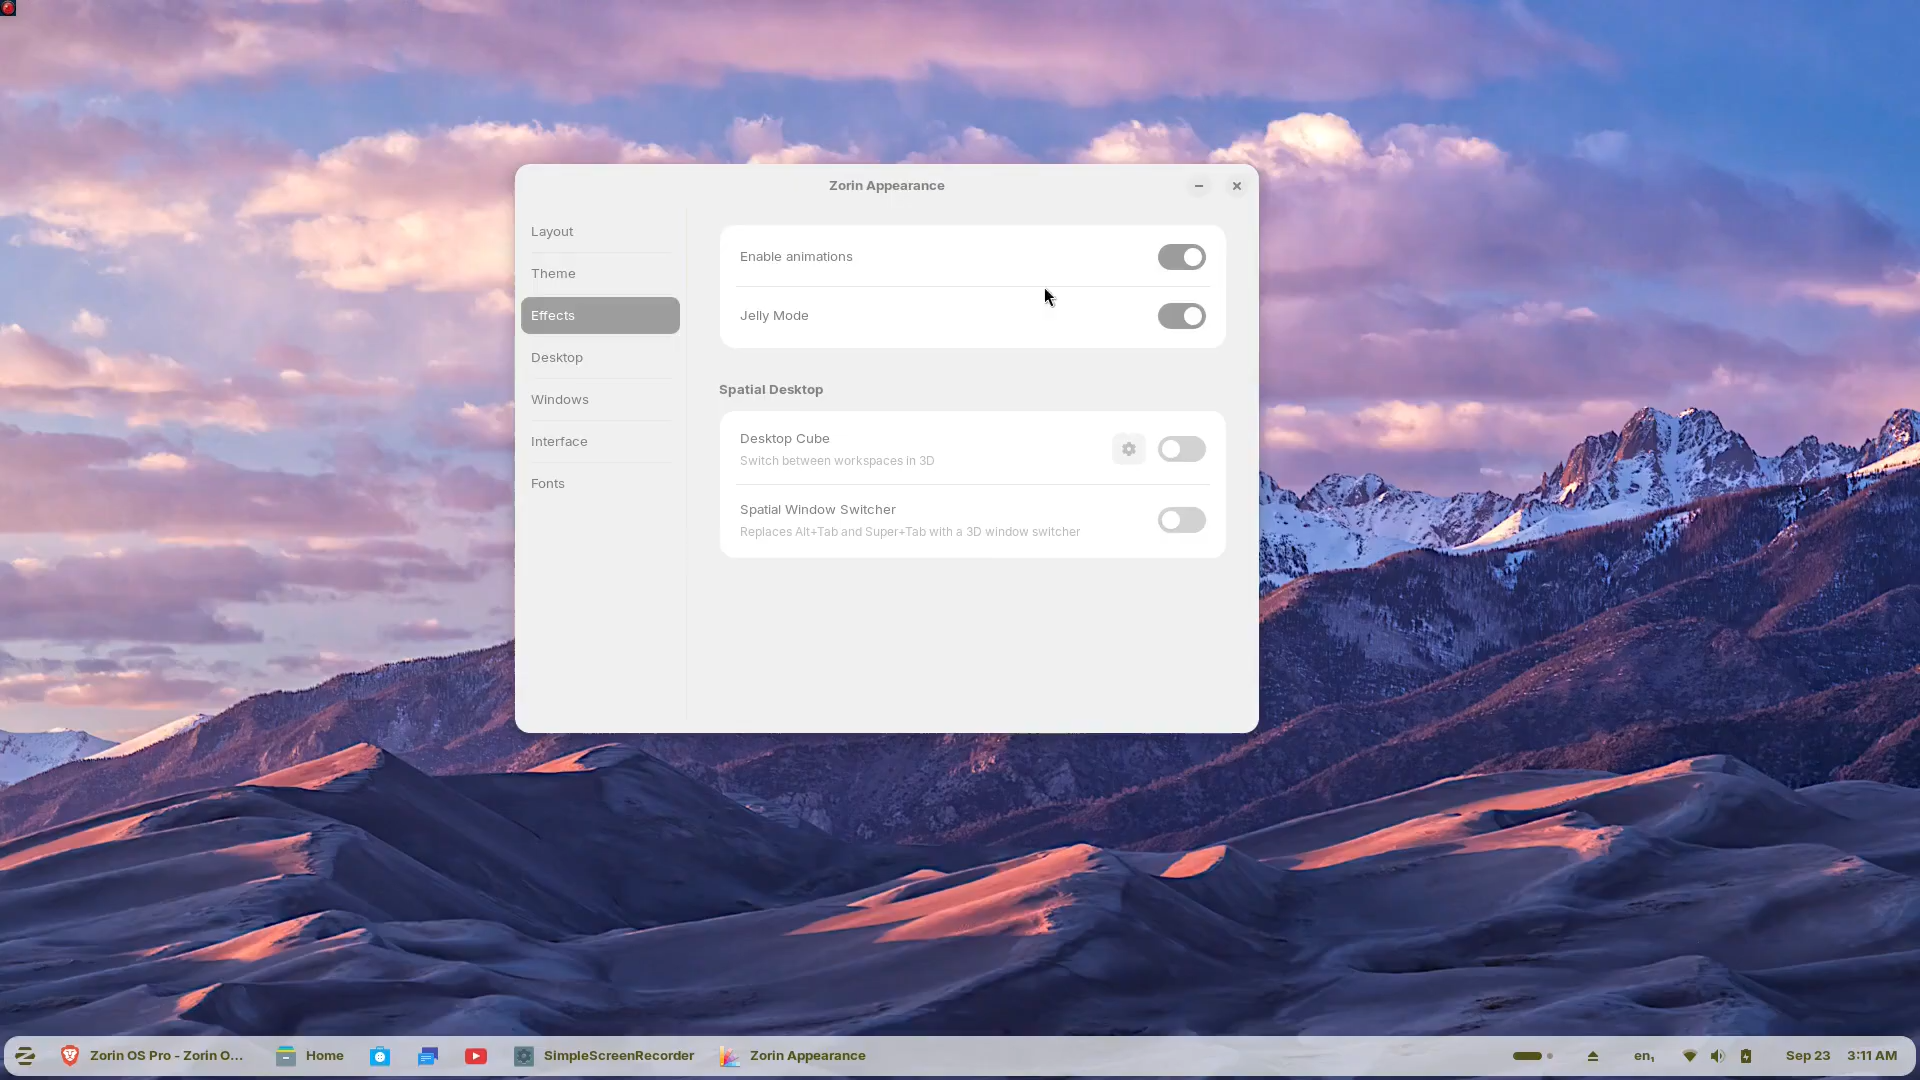 Zorin Appearance
Layout
Theme
Effects
Desktop
Windows
Interface
Fonts
Enable animations
Jelly Mode
Spatial Desktop
Desktop Cube
Switch between workspaces in 3D
Spatial Window Switcher
Replaces Alt+Tab and Super+Tab with a 3D window switcher
Zorin OS Pro - Zorin O... Home SimpleScreenRecorder Zorin Appearance en₁ Sep 23 3:11 AM